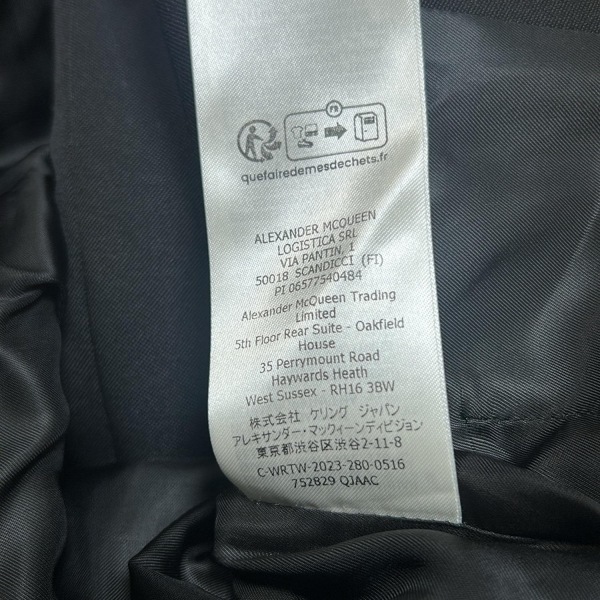 FR
quefairedemesdechets.fr
ALEXANDER MCQUEEN
LOGISTICA SRL
VIA PANTIN, 1
50018 SCANDICCI (FI)
PI 06577540484
Alexander McQueen Trading
Limited
5th Floor Rear Suite - Oakfield
House
35 Perrymount Road
Haywards Heath
West Sussex - RH16 3BW
株式会社 ケリング ジャパン
アレキサンダー・マックィーンディビジョン
東京都渋谷区渋谷2-11-8
C-WRTW-2023-280-0516
752829 QJAAC